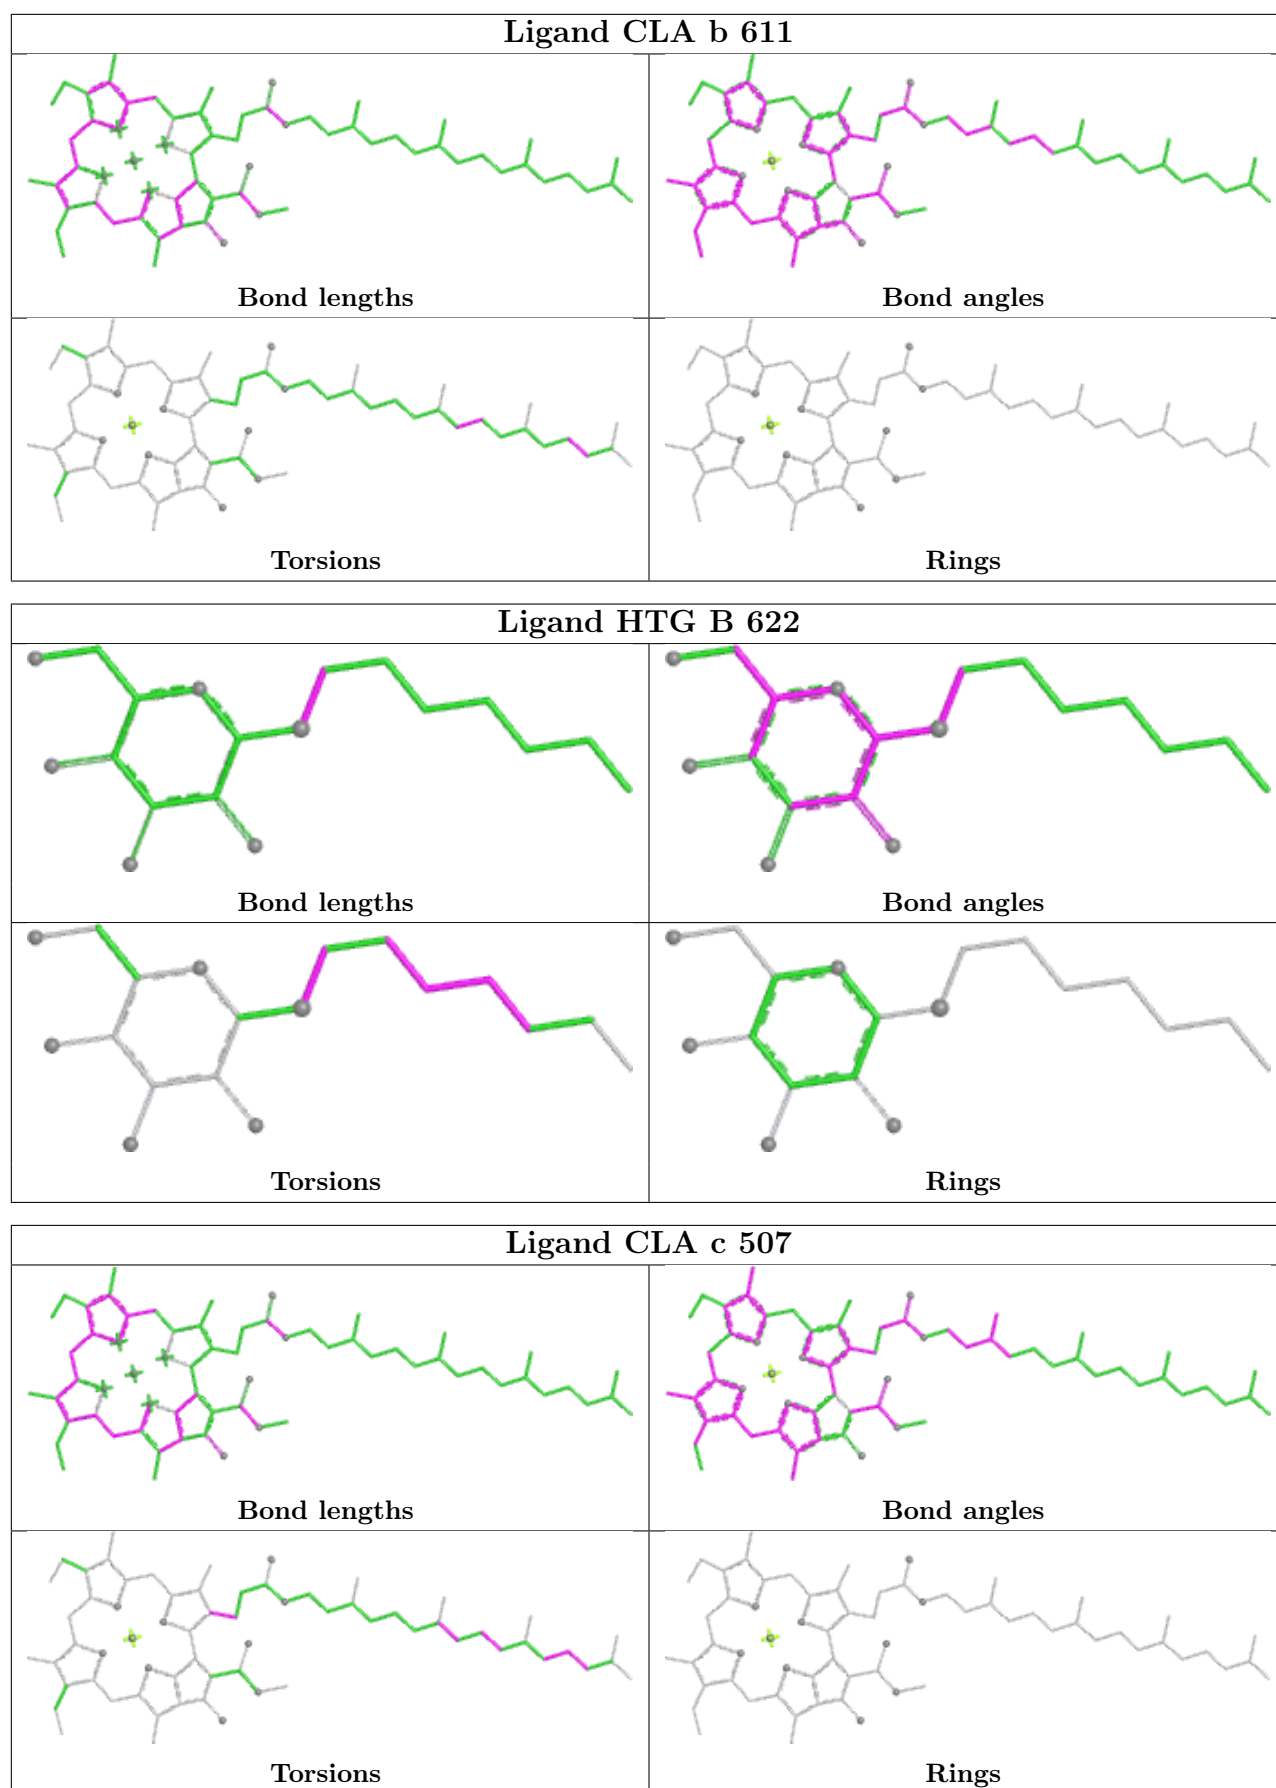 Ligand CLA b 611
Bond lengths
Bond angles
Torsions
Rings
Ligand HTG B 622
Bond lengths
Bond angles
Torsions
Rings
Ligand CLA c 507
Bond lengths
Bond angles
Torsions
Rings